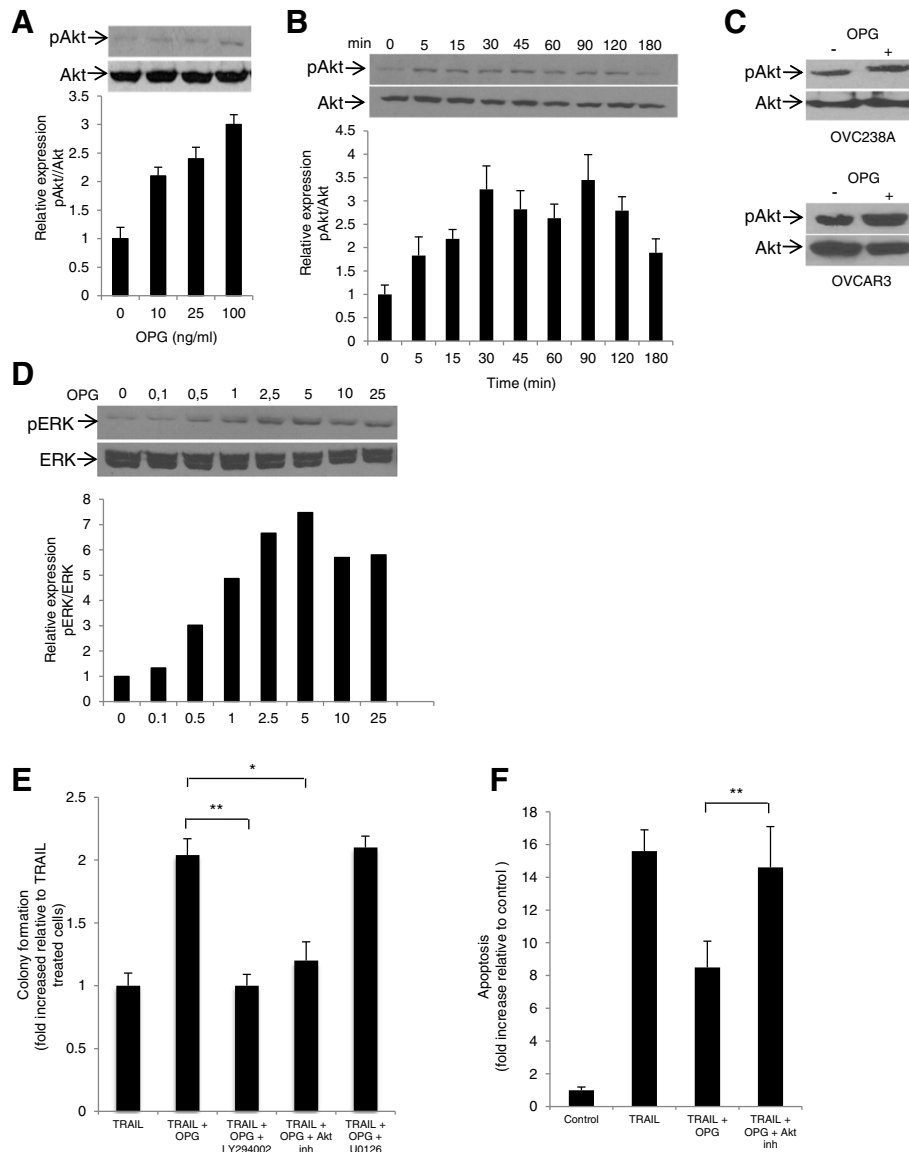 A
pAkt
Akt
Relative expression
pAkt//Akt
3.5
3
2.5
2
1.5
1
0.5
0
0 10 25 100
OPG (ng/ml)
B
min 0 5 15 30 45 60 90 120 180
pAkt
Akt
Relative expression
pAkt/Akt
4.5
4
3.5
3
2.5
2
1.5
1
0.5
0
0 5 15 30 45 60 90 120 180
Time (min)
C
OPG
- +
pAkt
Akt
OVC238A
OPG
- +
pAkt
Akt
OVCAR3
D
OPG 0 0,1 0,5 1 2,5 5 10 25
pERK
ERK
Relative expression
pERK/ERK
8
7
6
5
4
3
2
1
0
0 0.1 0.5 1 2.5 5 10 25
E
* 
**
Colony formation
(fold increased relative to TRAIL
treated cells)
2.5
2
1.5
1
0.5
0
TRAIL
TRAIL +
OPG
TRAIL +
OPG +
LY294002
TRAIL +
OPG + Akt
inh
TRAIL +
OPG +
U0126
F
**
Apoptosis
(fold increase relative to control )
18
16
14
12
10
8
6
4
2
0
Control
TRAIL
TRAIL +
OPG
TRAIL +
OPG + Akt
inh